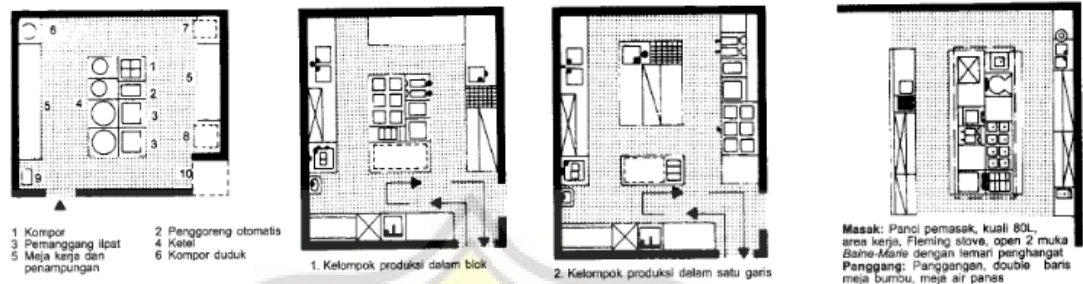 6
7
1
5
2
5
4
3
3
8
9
10
1 Kompor
2 Penggoreng otomatis
3 Pemanggang lipat
4 Ketel
5 Meja kerja dan
penampungan
6 Kompor duduk
1. Kelompok produksi dalam blok
2. Kelompok produksi delam satu garis
Masak: Panci pemasak, kuali 80L,
area kerja, Fleming stove, open 2 muka
Baine-Marie dengan lemari penghangat
Panggang: Panggangan, double baris
meja bumbu, meja air panas